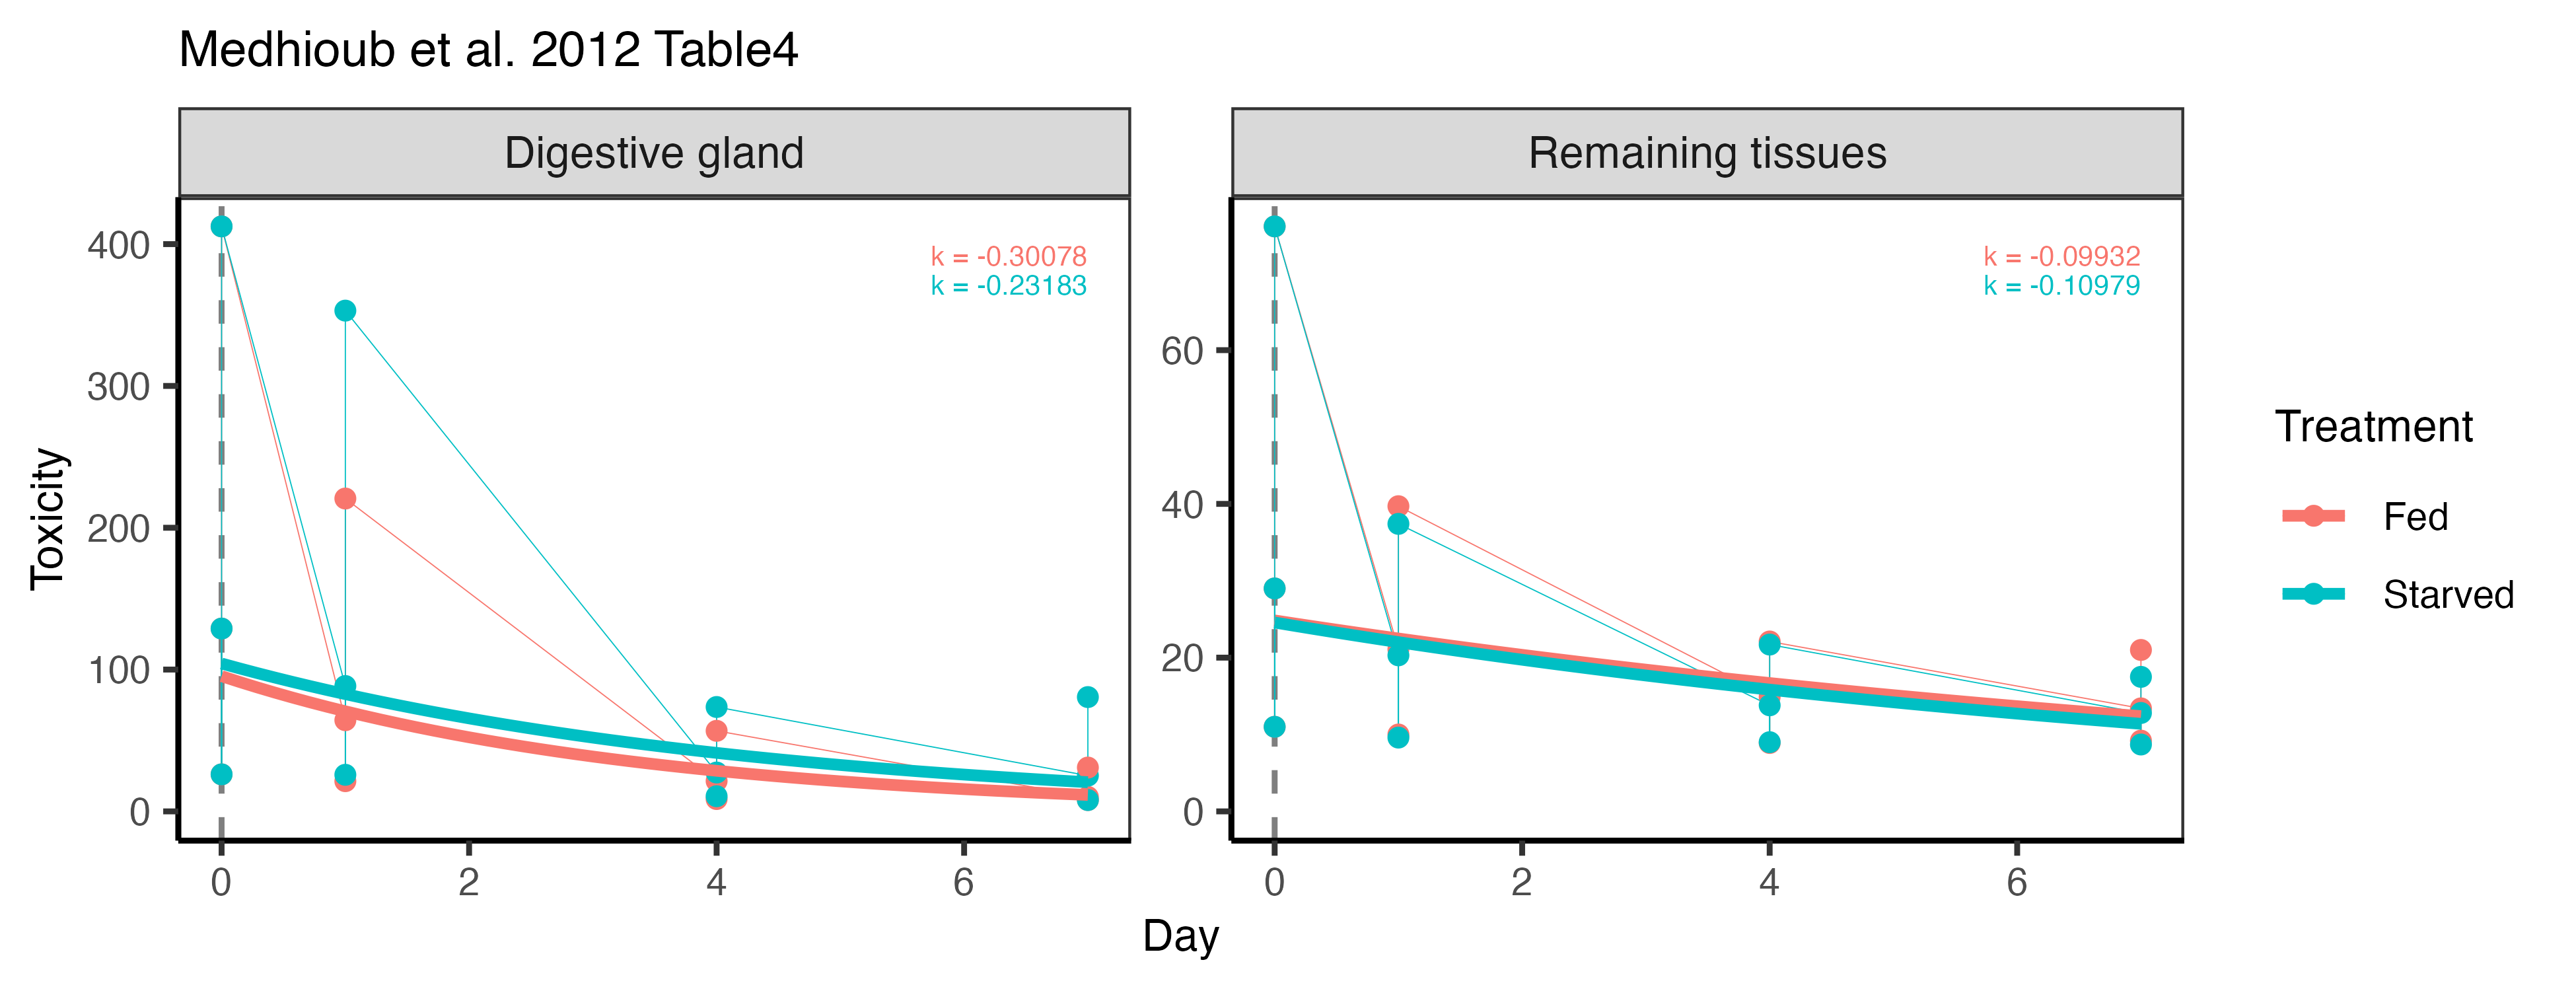 Medhioub et al. 2012 Table4
Digestive gland
Remaining tissues
k = -0.30078
k = -0.23183
k = -0.09932
k = -0.10979
Toxicity
400
300
200
100
0
60
40
20
0
0 2 4 6
0 2 4 6
Day
Treatment
Fed
Starved